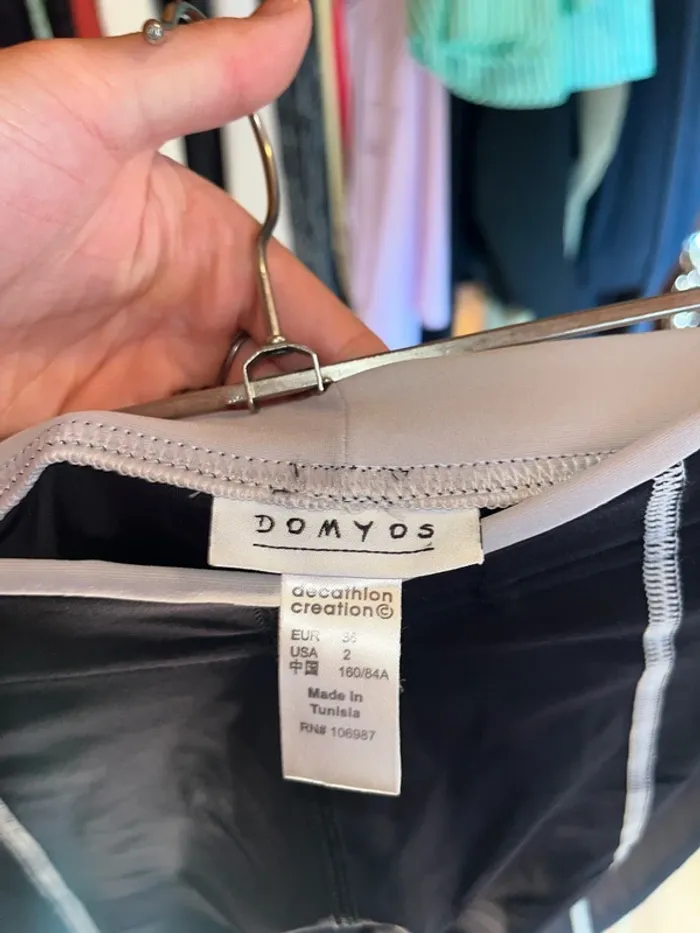 DOMYOS
decathlon
creation©
EUR 36
USA 2
中国 160/84A
Made in
Tunisia
RN# 106987